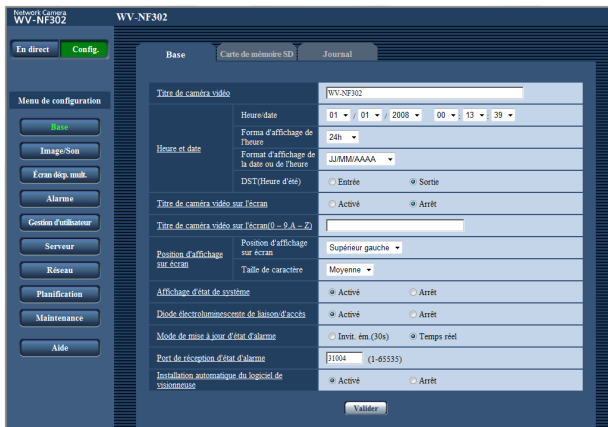 Network Camera
WV-NF302
WV-NF302
En direct
Config.
Base
Carte de mémoire SD
Journal
Menu de configuration
Base
Image/Son
Écran déçp. mult.
Alarme
Gestion d'utilisateur
Serveur
Réseau
Planification
Maintenance
Aide
Titre de caméra vidéo
WV-NF302
Heure et date
Heure/date
01 / 01 / 2008 00 : 13 : 39
Forma d'affichage de
l'heure
24h
Format d'affichage de
la date ou de l'heure
JJ/MM/AAAA
DST(Heure d'été)
Entrée
Sortie
Titre de caméra vidéo sur l'écran
Activé
Arrêt
Titre de caméra vidéo sur l'écran(0 – 9,A – Z)
Position d'affichage
sur écran
Position d'affichage
sur écran
Supérieur gauche
Taille de caractère
Moyenne
Affichage d'état de système
Activé
Arrêt
Diode électroluminescente de liaison/d'accès
Activé
Arrêt
Mode de mise à jour d'état d'alarme
Invit. ém.(30s)
Temps réel
Port de réception d'état d'alarme
31004
(1-65535)
Installation automatique du logiciel de
visionneuse
Activé
Arrêt
Valider